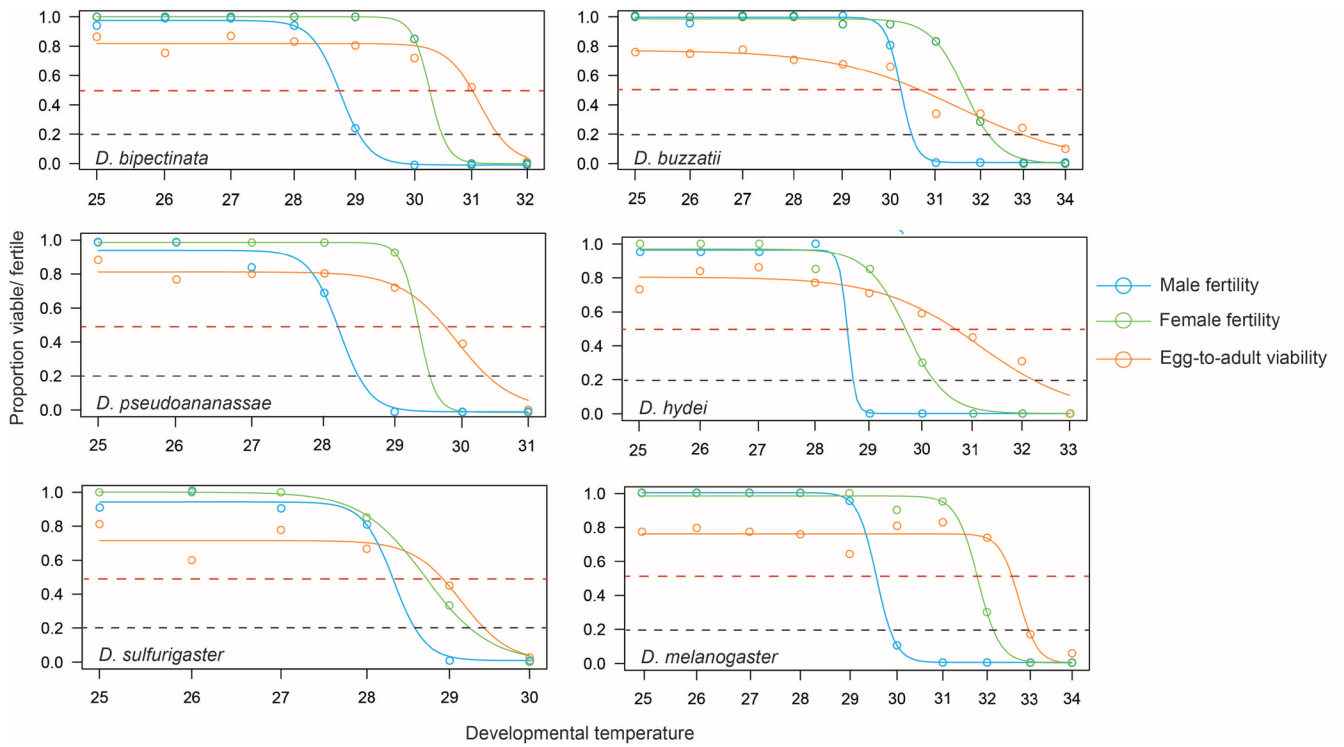 1.0
0.8
0.6
0.4
0.2
0.0
D. bipectinata
25 26 27 28 29 30 31 32
1.0
0.8
0.6
0.4
0.2
0.0
D. buzzatii
25 26 27 28 29 30 31 32 33 34
Proportion viable/ fertile
1.0
0.8
0.6
0.4
0.2
0.0
D. pseudoananassae
25 26 27 28 29 30 31
1.0
0.8
0.6
0.4
0.2
0.0
D. hydei
25 26 27 28 29 30 31 32 33
Male fertility
Female fertility
Egg-to-adult viability
1.0
0.8
0.6
0.4
0.2
0.0
D. sulfurigaster
25 26 27 28 29 30
1.0
0.8
0.6
0.4
0.2
0.0
D. melanogaster
25 26 27 28 29 30 31 32 33 34
Developmental temperature